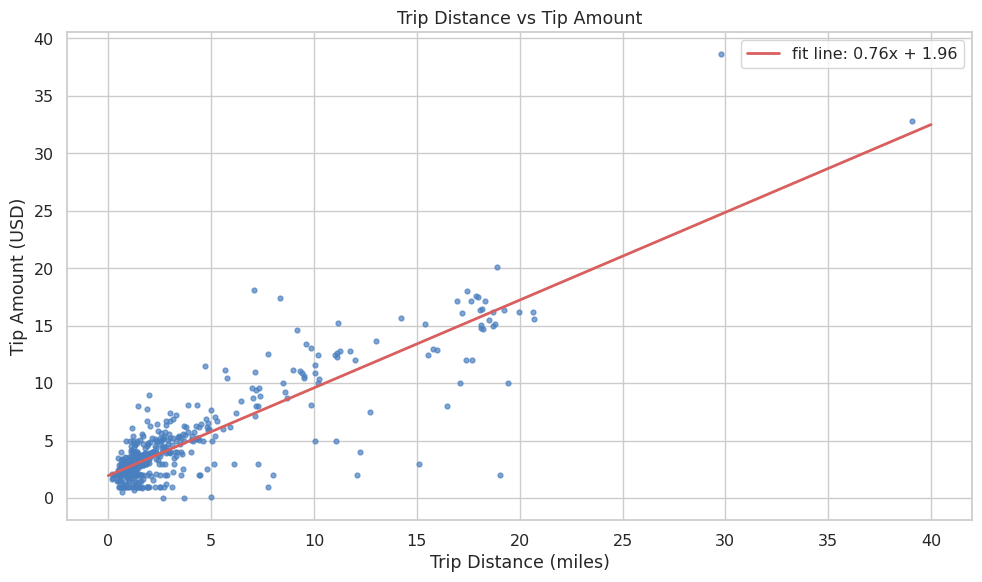 Trip Distance vs Tip Amount
fit line: 0.76x + 1.96
Tip Amount (USD)
40
35
30
25
20
15
10
5
0
0 5 10 15 20 25 30 35 40
Trip Distance (miles)